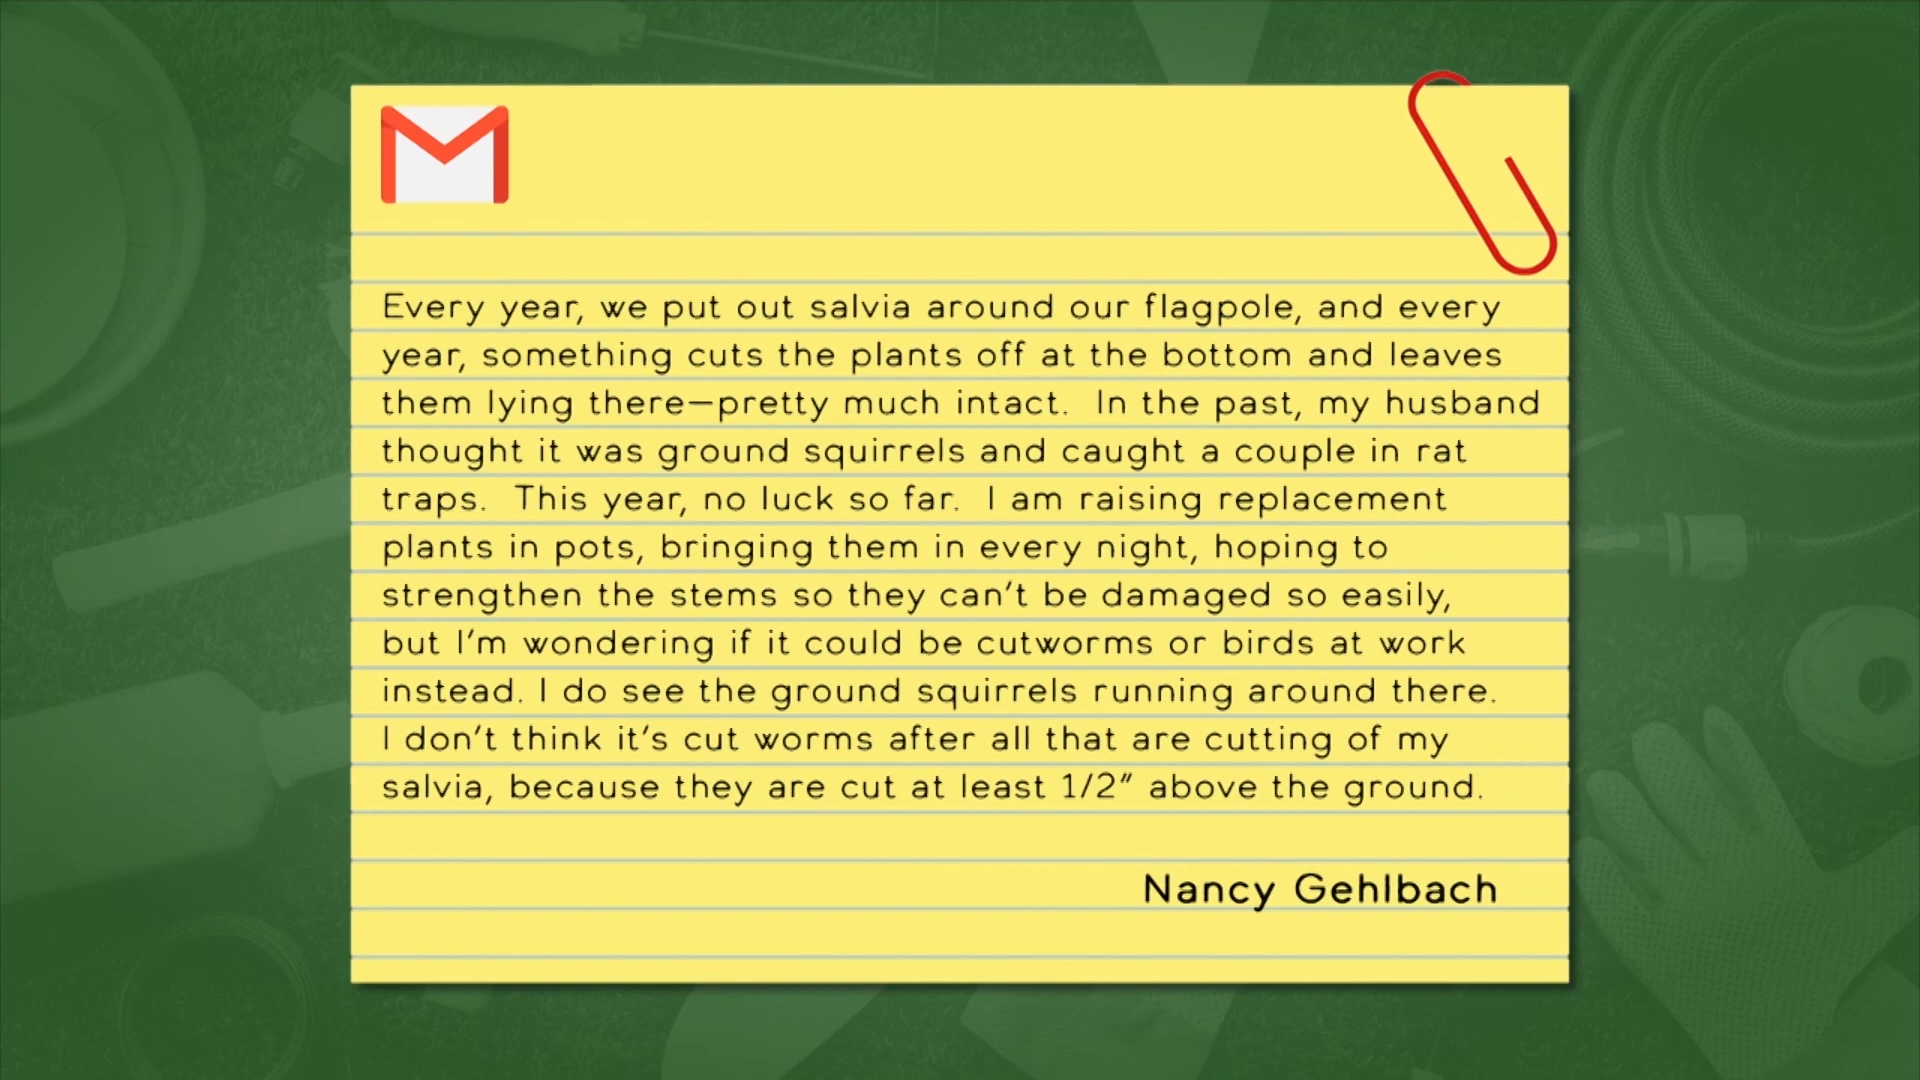 Every year, we put out salvia around our flagpole, and every
year, something cuts the plants off at the bottom and leaves
them lying there—pretty much intact.  In the past, my husband
thought it was ground squirrels and caught a couple in rat
traps.  This year, no luck so far.  I am raising replacement
plants in pots, bringing them in every night, hoping to
strengthen the stems so they can't be damaged so easily,
but I'm wondering if it could be cutworms or birds at work
instead. I do see the ground squirrels running around there.
I don't think it's cut worms after all that are cutting of my
salvia, because they are cut at least 1/2" above the ground.
Nancy Gehlbach